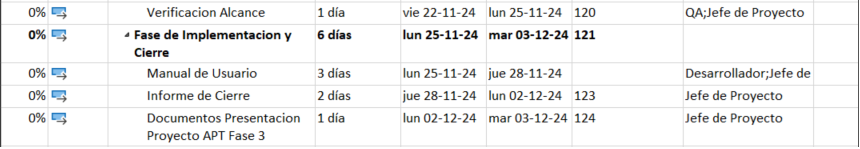 0% Verificacion Alcance 1 día vie 22-11-24 lun 25-11-24 120 QA;Jefe de Proyecto
0% Fase de Implementacion y Cierre 6 días lun 25-11-24 mar 03-12-24 121
0% Manual de Usuario 3 días lun 25-11-24 jue 28-11-24 Desarrollador;Jefe de
0% Informe de Cierre 2 días jue 28-11-24 lun 02-12-24 123 Jefe de Proyecto
0% Documentos Presentacion Proyecto APT Fase 3 1 día lun 02-12-24 mar 03-12-24 124 Jefe de Proyecto